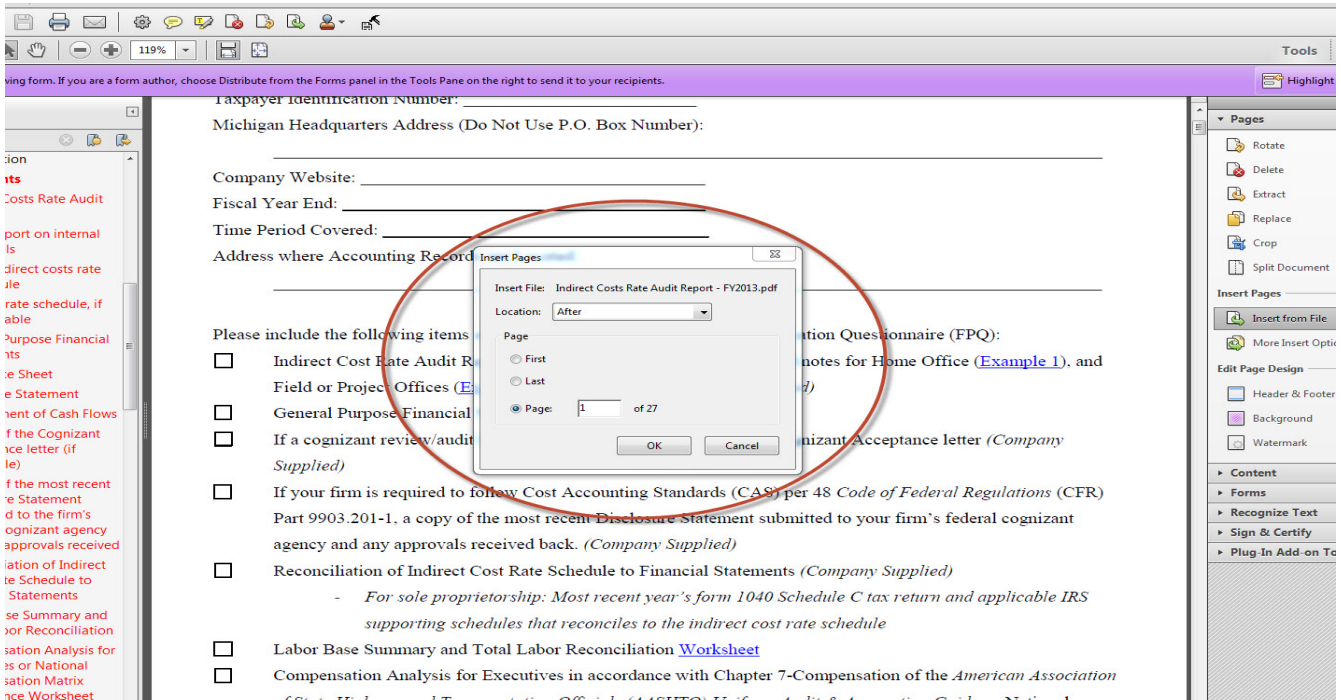 119%
Tools
ving form. If you are a form author, choose Distribute from the Forms panel in the Tools Pane on the right to send it to your recipients.
Highlight
tion
nts
Costs Rate Audit
port on internal
ls
direct costs rate
ule
rate schedule, if
able
Purpose Financial
nts
ce Sheet
e Statement
ment of Cash Flows
f the Cognizant
nce letter (if
le)
f the most recent
re Statement
d to the firm's
ognizant agency
approvals received
iation of Indirect
te Schedule to
Statements
se Summary and
or Reconciliation
sation Analysis for
es or National
sation Matrix
nce Worksheet
Taxpayer Identification Number:
Michigan Headquarters Address (Do Not Use P.O. Box Number):
Company Website:
Fiscal Year End:
Time Period Covered:
Address where Accounting Record
Please include the following items
ation Questionnaire (FPQ):
Indirect Cost Rate Audit R
notes for Home Office (Example 1), and
Field or Project Offices (E
d)
General Purpose Financial
If a cognizant review/audit
nizant Acceptance letter (Company
Supplied)
If your firm is required to follow Cost Accounting Standards (CAS) per 48 Code of Federal Regulations (CFR)
Part 9903.201-1, a copy of the most recent Disclosure Statement submitted to your firm's federal cognizant
agency and any approvals received back. (Company Supplied)
Reconciliation of Indirect Cost Rate Schedule to Financial Statements (Company Supplied)
- For sole proprietorship: Most recent year's form 1040 Schedule C tax return and applicable IRS
supporting schedules that reconciles to the indirect cost rate schedule
Labor Base Summary and Total Labor Reconciliation Worksheet
Compensation Analysis for Executives in accordance with Chapter 7-Compensation of the American Association
Insert Pages
Insert File: Indirect Costs Rate Audit Report - FY2013.pdf
Location: After
Page
First
Last
Page: 1 of 27
OK Cancel
Pages
Rotate
Delete
Extract
Replace
Crop
Split Document
Insert Pages
Insert from File
More Insert Optio
Edit Page Design
Header & Footer
Background
Watermark
Content
Forms
Recognize Text
Sign & Certify
Plug-In Add-on To